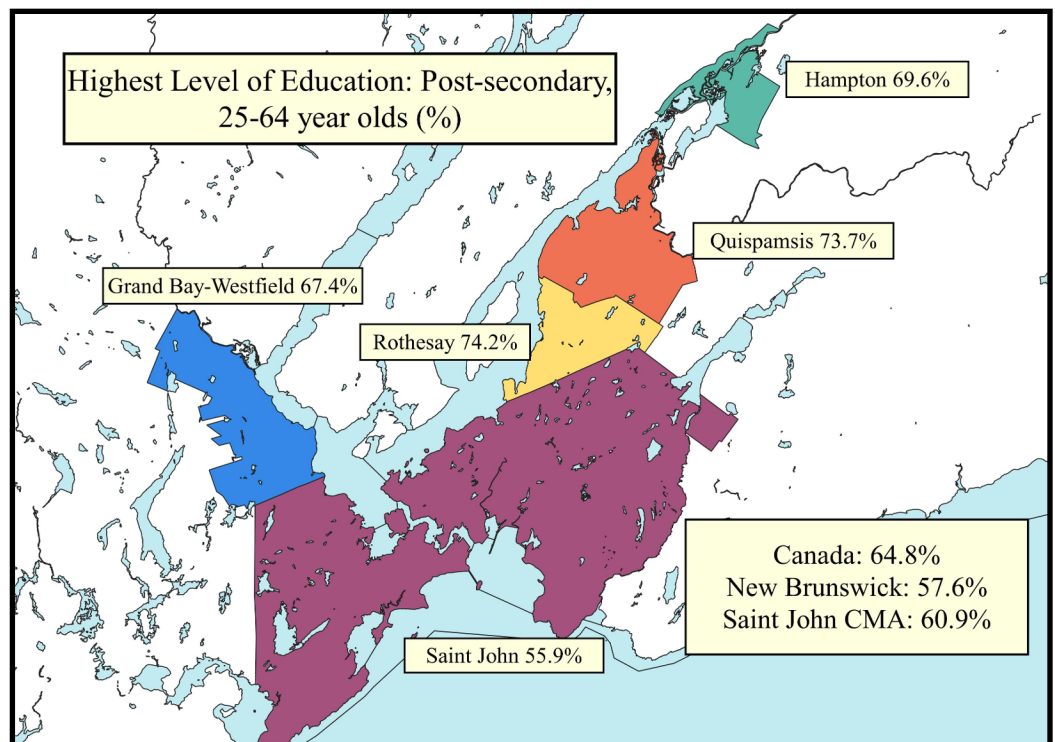 Highest Level of Education: Post-secondary,
25-64 year olds (%)
Hampton 69.6%
Quispamsis 73.7%
Grand Bay-Westfield 67.4%
Rothesay 74.2%
Canada: 64.8%
New Brunswick: 57.6%
Saint John CMA: 60.9%
Saint John 55.9%